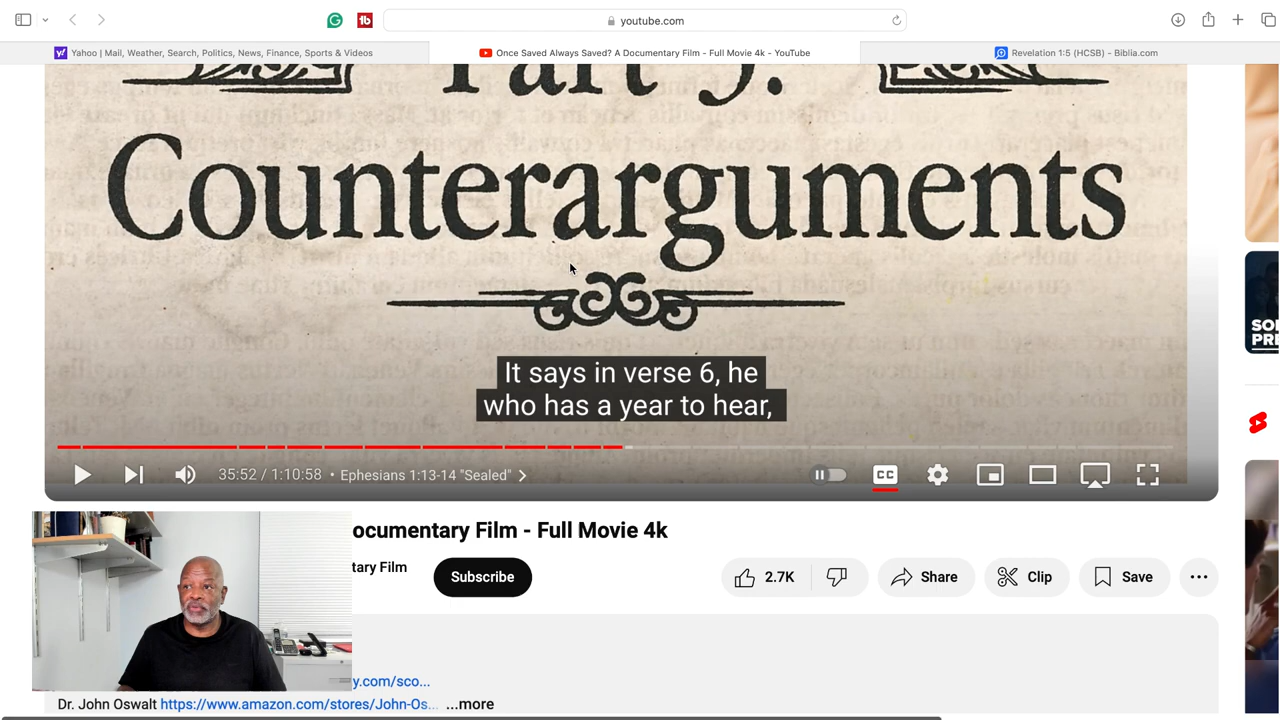 youtube.com
Yahoo | Mail, Weather, Search, Politics, News, Finance, Sports & Videos
Once Saved Always Saved? A Documentary Film - Full Movie 4k - YouTube
Revelation 1:5 (HCSB) - Biblia.com
Counterarguments
It says in verse 6, he
who has a year to hear,
35:52 / 1:10:58 • Ephesians 1:13-14 "Sealed"
CC
ocumentary Film - Full Movie 4k
tary Film
Subscribe
2.7K
Share
Clip
Save
y.com/sco...
Dr. John Oswalt https://www.amazon.com/stores/John-Os... ...more